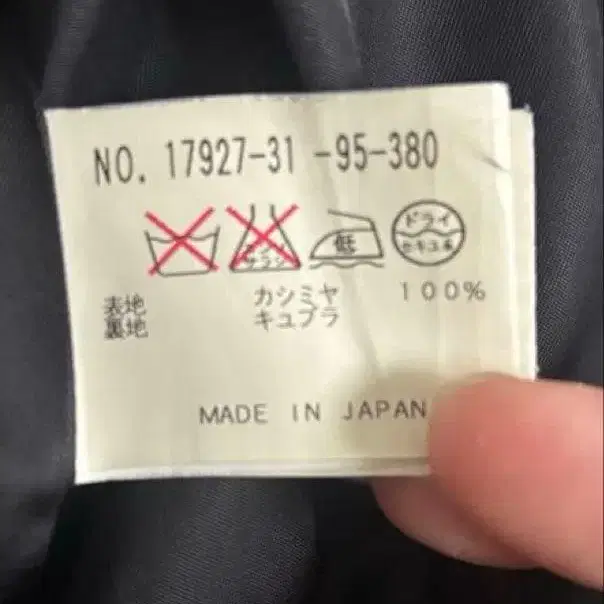 NO. 17927-31 -95-380
低 ドライ
セキユ系
表地 カシミヤ 100%
裏地 キュプラ
MADE IN JAPAN